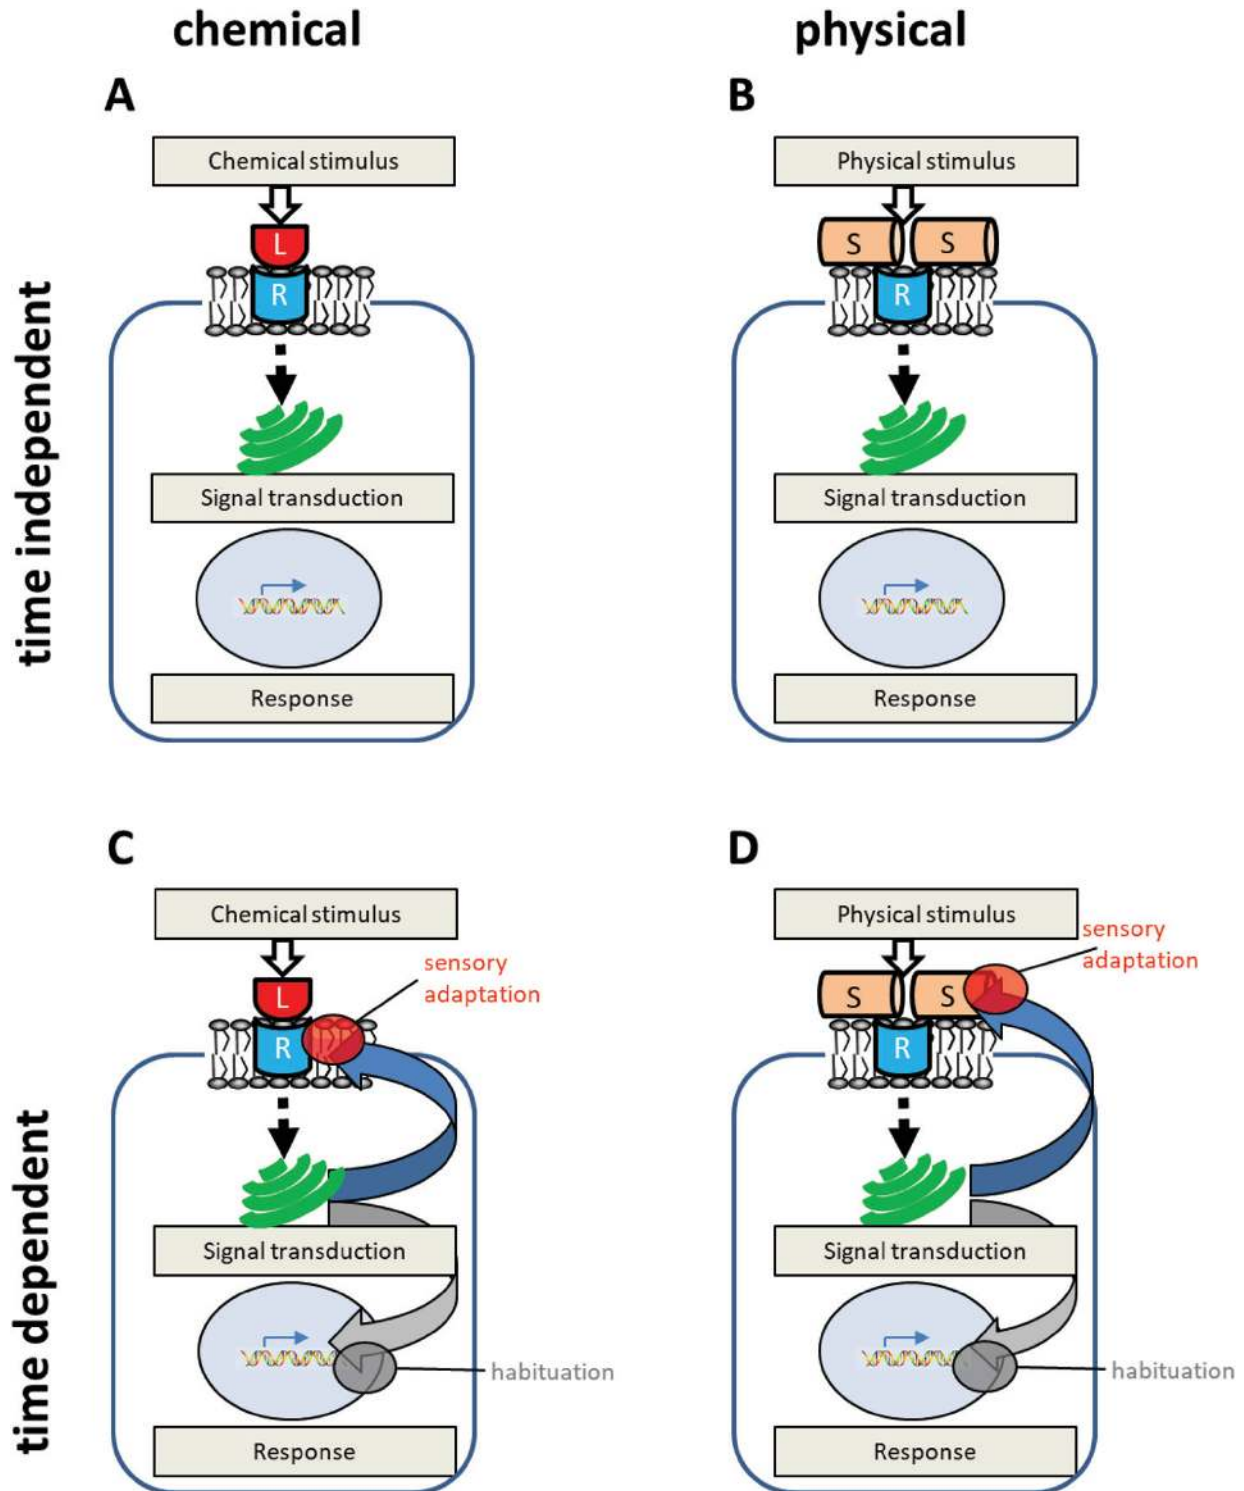 chemical
physical
time independent
A
Chemical stimulus
L
R
Signal transduction
Response
B
Physical stimulus
S
S
R
Signal transduction
Response
time dependent
C
Chemical stimulus
sensory
adaptation
L
R
Signal transduction
habituation
Response
D
Physical stimulus
sensory
adaptation
S
S
R
Signal transduction
habituation
Response